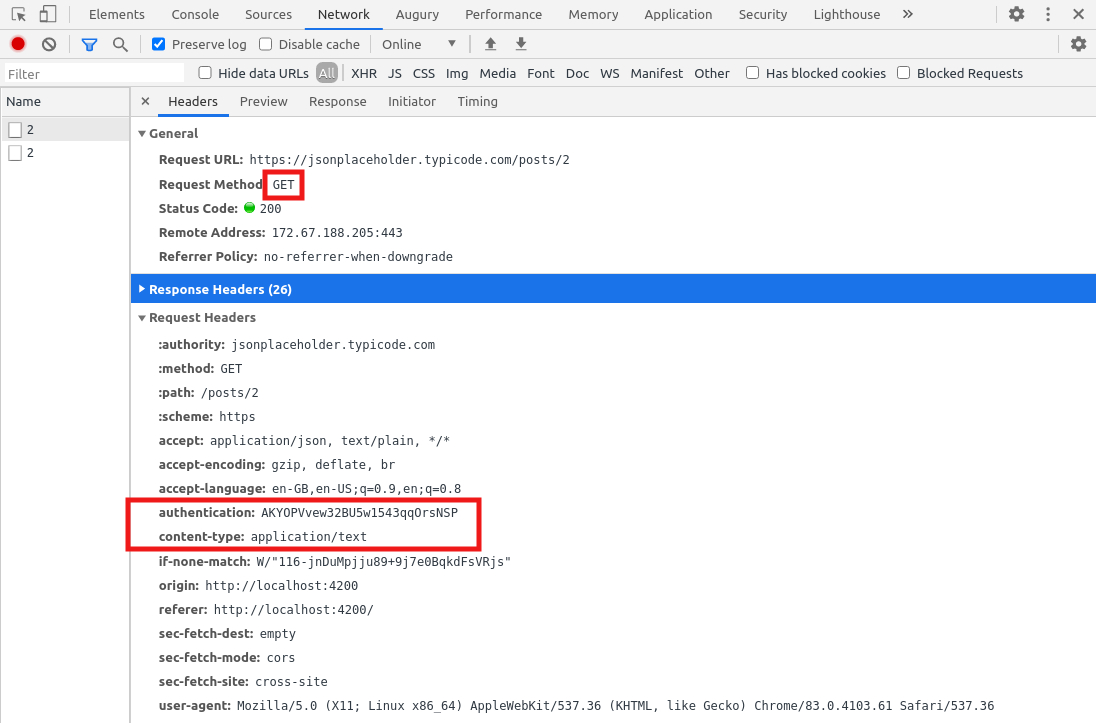 Elements Console Sources Network Augury Performance Memory Application Security Lighthouse »
Preserve log Disable cache Online
Filter Hide data URLs All XHR JS CSS Img Media Font Doc WS Manifest Other Has blocked cookies Blocked Requests
Name
× Headers Preview Response Initiator Timing
2
2
General
Request URL: https://jsonplaceholder.typicode.com/posts/2
Request Method GET
Status Code: 200
Remote Address: 172.67.188.205:443
Referrer Policy: no-referrer-when-downgrade
Response Headers (26)
Request Headers
:authority: jsonplaceholder.typicode.com
:method: GET
:path: /posts/2
:scheme: https
accept: application/json, text/plain, */*
accept-encoding: gzip, deflate, br
accept-language: en-GB,en-US;q=0.9,en;q=0.8
authentication: AKYOPVvew32BU5w1543qqOrsNSP
content-type: application/text
if-none-match: W/"116-jnDuMpjju89+9j7e0BqkdFsVRjs"
origin: http://localhost:4200
referer: http://localhost:4200/
sec-fetch-dest: empty
sec-fetch-mode: cors
sec-fetch-site: cross-site
user-agent: Mozilla/5.0 (X11; Linux x86_64) AppleWebKit/537.36 (KHTML, like Gecko) Chrome/83.0.4103.61 Safari/537.36